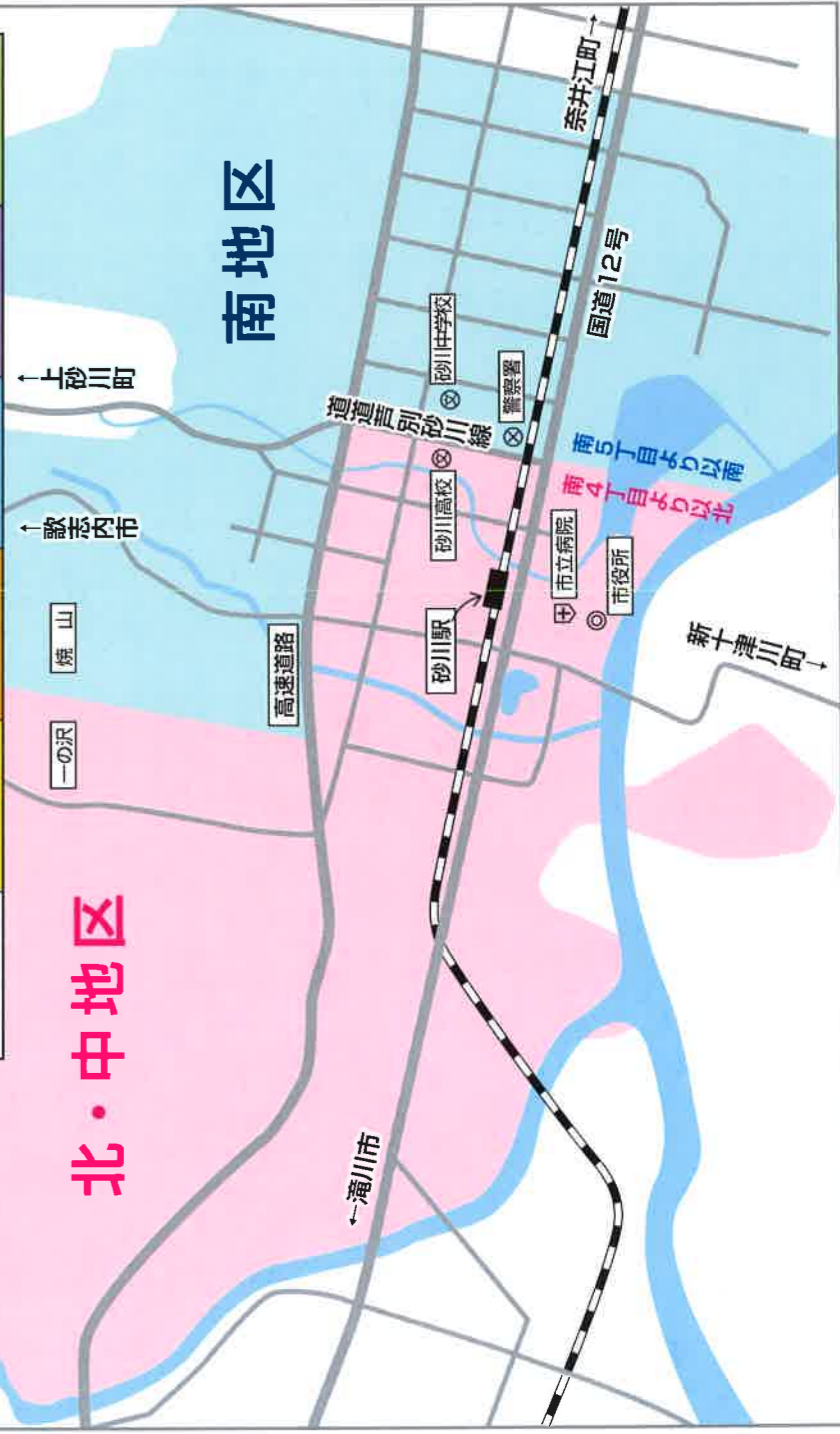 北・中地区
南地区
一の沢
焼 山
←歌志内市
←上砂川町
高速道路
道道芦別砂川線
砂川高校
砂川中学校
警察署
砂川駅
市立病院
市役所
国道12号
奈井江町→
南5丁目より以南
南4丁目より以北
新十津川町→
←滝川市